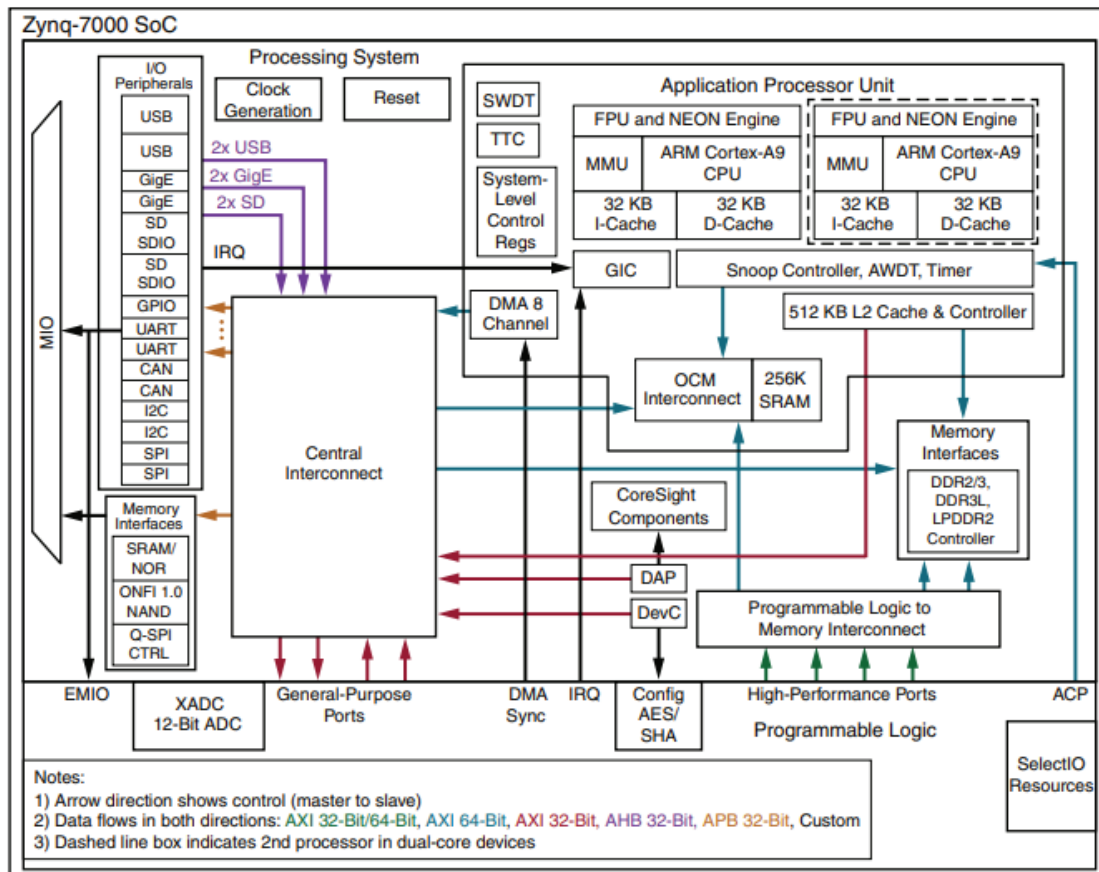 Zynq-7000 SoC
Processing System
I/O
Peripherals
USB
USB
GigE
GigE
SD
SDIO
SD
SDIO
GPIO
UART
UART
CAN
CAN
I2C
I2C
SPI
SPI
MIO
Clock
Generation
Reset
2x USB
2x GigE
2x SD
IRQ
Application Processor Unit
SWDT
TTC
System-
Level
Control
Regs
FPU and NEON Engine
MMU
ARM Cortex-A9
CPU
32 KB
I-Cache
32 KB
D-Cache
FPU and NEON Engine
MMU
ARM Cortex-A9
CPU
32 KB
I-Cache
32 KB
D-Cache
GIC
Snoop Controller, AWDT, Timer
DMA 8
Channel
512 KB L2 Cache & Controller
OCM
Interconnect
256K
SRAM
Central
Interconnect
Memory
Interfaces
DDR2/3,
DDR3L,
LPDDR2
Controller
CoreSight
Components
DAP
DevC
Programmable Logic to
Memory Interconnect
Memory
Interfaces
SRAM/
NOR
ONFI 1.0
NAND
Q-SPI
CTRL
EMIO
XADC
12-Bit ADC
General-Purpose
Ports
DMA
Sync
IRQ
Config
AES/
SHA
High-Performance Ports
ACP
Programmable Logic
SelectIO
Resources
Notes:
1) Arrow direction shows control (master to slave)
2) Data flows in both directions: AXI 32-Bit/64-Bit, AXI 64-Bit, AXI 32-Bit, AHB 32-Bit, APB 32-Bit, Custom
3) Dashed line box indicates 2nd processor in dual-core devices